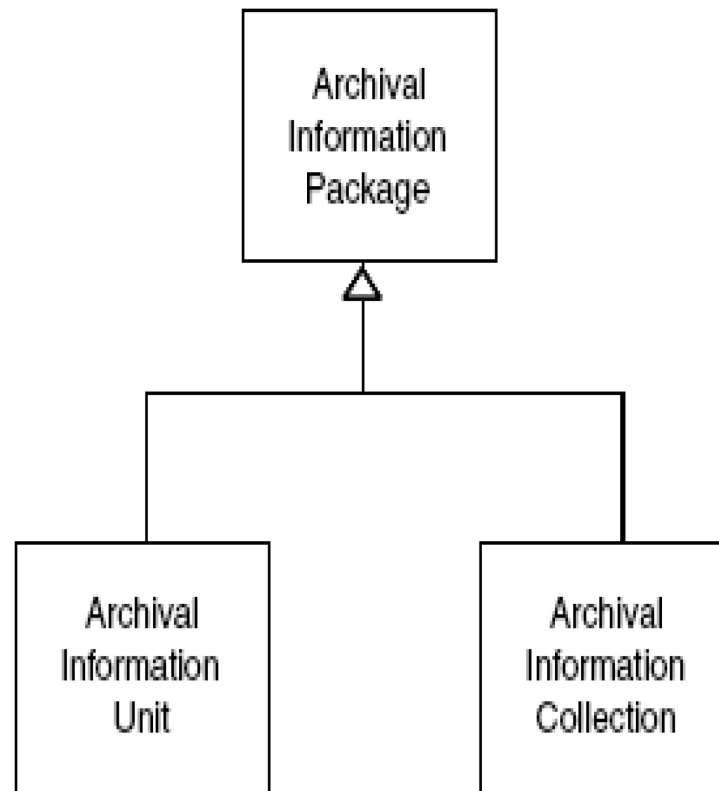 Archival
Information
Package
Archival
Information
Unit
Archival
Information
Collection